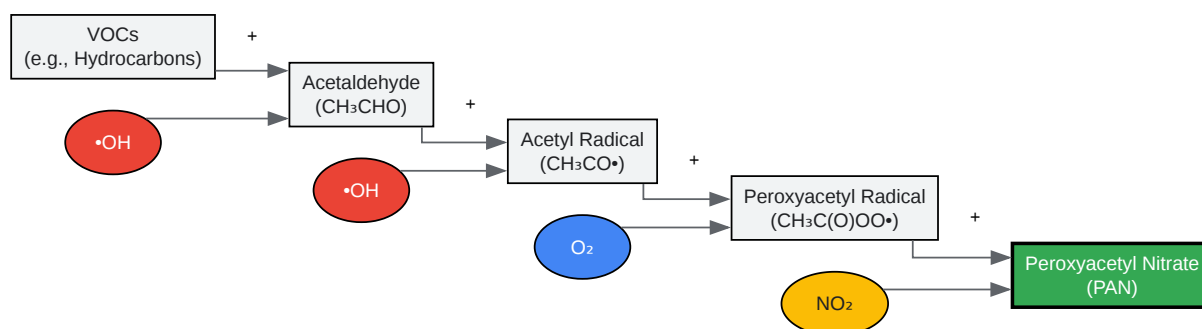 VOCs
(e.g., Hydrocarbons)
+
•OH
Acetaldehyde
(CH₃CHO)
+
•OH
Acetyl Radical
(CH₃CO•)
+
O₂
Peroxyacetyl Radical
(CH₃C(O)OO•)
+
NO₂
Peroxyacetyl Nitrate
(PAN)